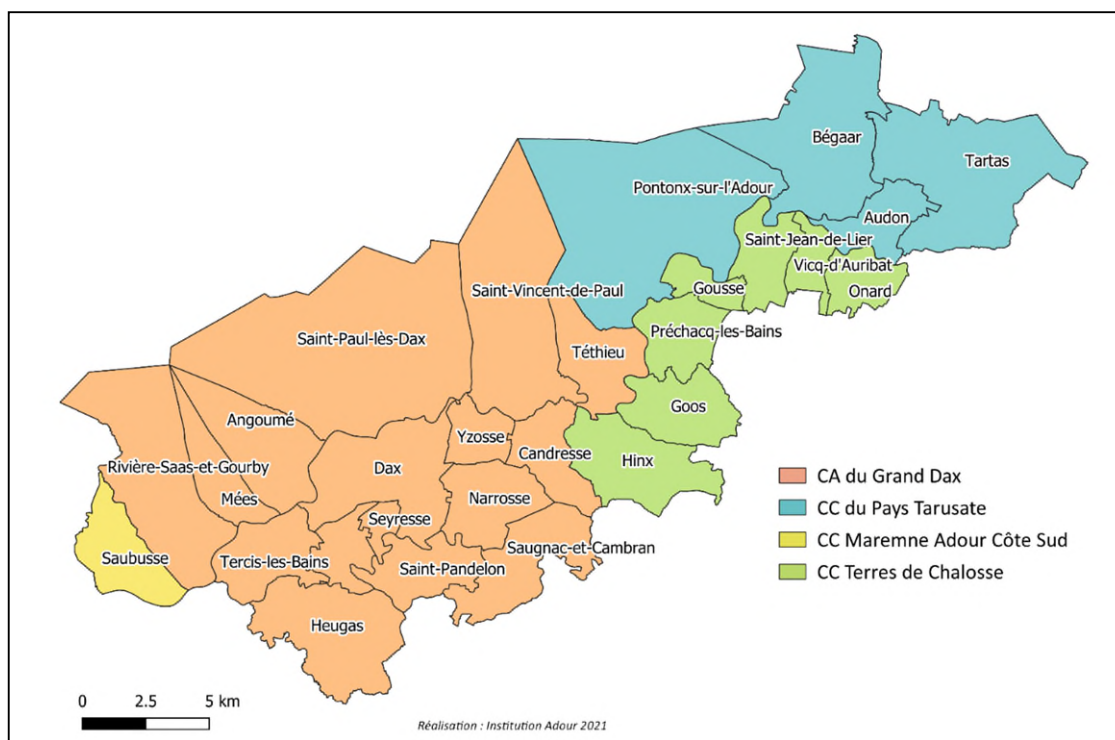 Bégaar
Tartas
Pontonx-sur-l'Adour
Audon
Saint-Jean-de-Lier
Vicq-d'Auribat
Onard
Gousse
Saint-Vincent-de-Paul
Préchacq-les-Bains
Saint-Paul-lès-Dax
Téthieu
Goos
Angoumé
Yzosse
Candresse
Hinx
Rivière-Saas-et-Gourby
Dax
Mées
Narrosse
Seyresse
Saugnac-et-Cambran
Saubusse
Tercis-les-Bains
Saint-Pandelon
Heugas
CA du Grand Dax
CC du Pays Tarusate
CC Maremne Adour Côte Sud
CC Terres de Chalosse
0 2.5 5 km
Réalisation : Institution Adour 2021